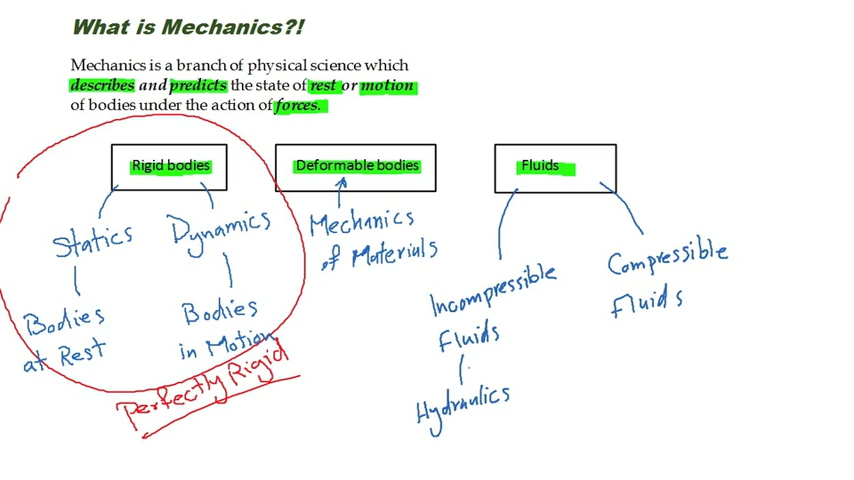 What is Mechanics?!
Mechanics is a branch of physical science which
describes and predicts the state of rest or motion
of bodies under the action of forces.
Rigid bodies
Deformable bodies
Fluids
Statics
Dynamics
Mechanics
of Materials
Bodies
at Rest
Bodies
in Motion
Perfectly Rigid
Incompressible
Fluids
Hydraulics
Compressible
Fluids